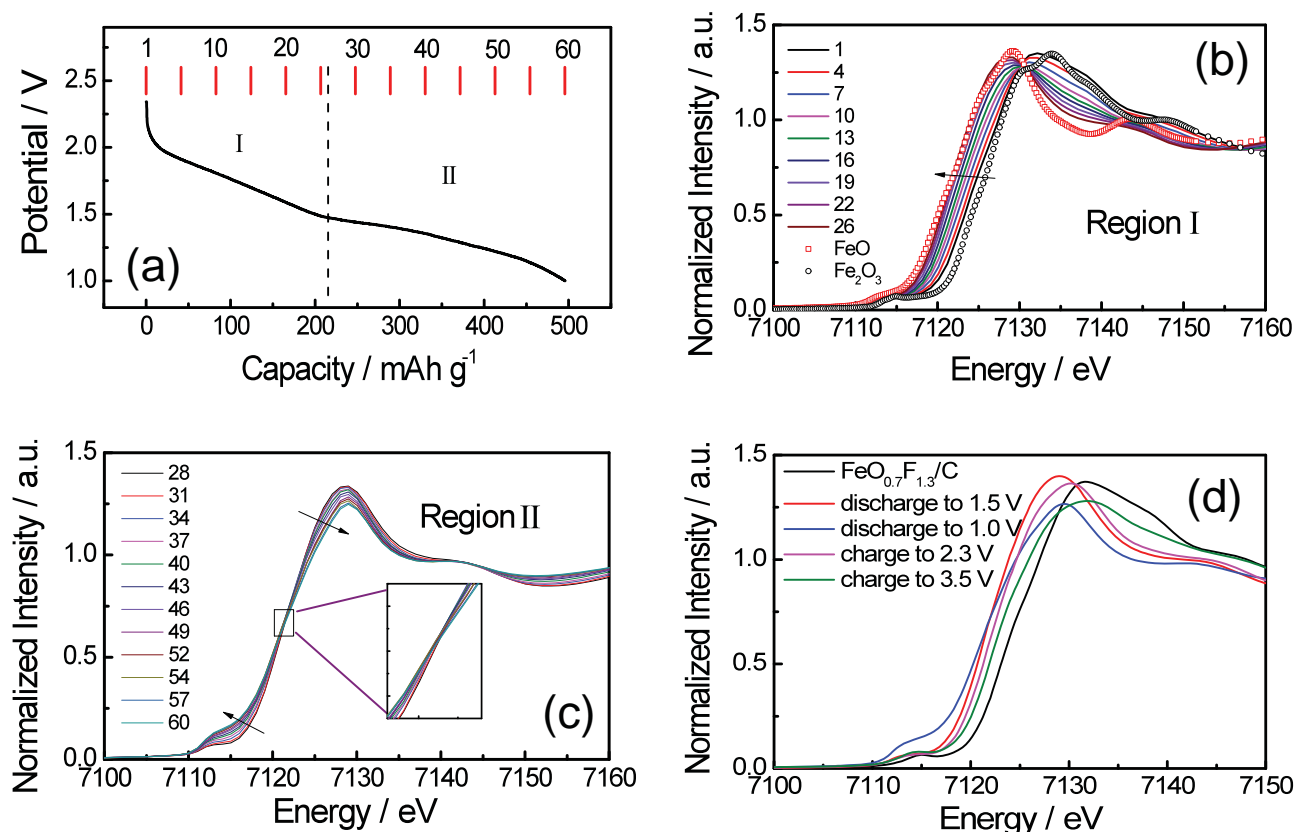 (a)
1 10 20 30 40 50 60
Potential / V
2.5
2.0
1.5
1.0
I
II
0 100 200 300 400 500
Capacity / mAh g⁻¹
(b)
Normalized Intensity / a.u.
1.5
1.0
0.5
0.0
1
4
7
10
13
16
19
22
26
FeO
Fe₂O₃
Region I
7100 7110 7120 7130 7140 7150 7160
Energy / eV
(c)
Normalized Intensity / a.u.
1.5
1.0
0.5
0.0
28
31
34
37
40
43
46
49
52
54
57
60
Region II
7100 7110 7120 7130 7140 7150 7160
Energy / eV
(d)
Normalized Intensity / a.u.
1.5
1.0
0.5
0.0
FeO₀.₇F₁.₃/C
discharge to 1.5 V
discharge to 1.0 V
charge to 2.3 V
charge to 3.5 V
7100 7110 7120 7130 7140 7150
Energy / eV